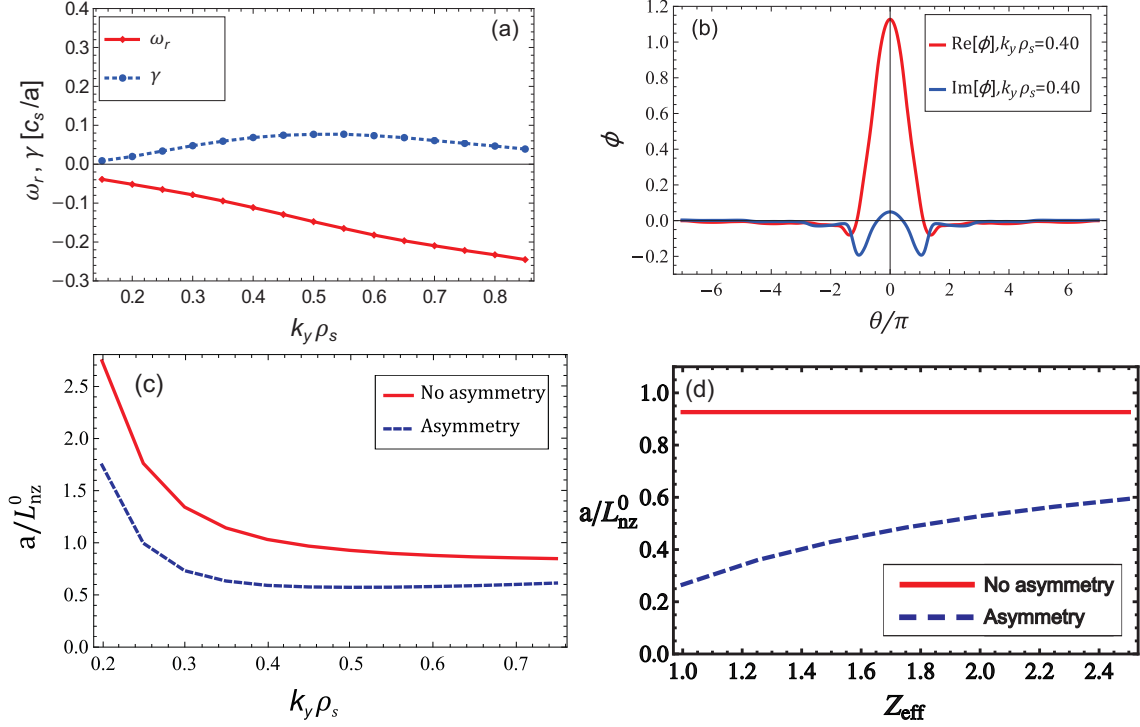 (a)
ω_r
γ
ω_r, γ [c_s/a]
0.4
0.3
0.2
0.1
0.0
−0.1
−0.2
−0.3
0.2 0.3 0.4 0.5 0.6 0.7 0.8
k_y ρ_s
(b)
Re[ϕ], k_y ρ_s=0.40
Im[ϕ], k_y ρ_s=0.40
ϕ
1.2
1.0
0.8
0.6
0.4
0.2
0.0
−0.2
−6 −4 −2 0 2 4 6
θ/π
(c)
No asymmetry
Asymmetry
a/L_nz^0
2.5
2.0
1.5
1.0
0.5
0.0
0.2 0.3 0.4 0.5 0.6 0.7
k_y ρ_s
(d)
a/L_nz^0
1.0
0.8
0.6
0.4
0.2
0.0
No asymmetry
Asymmetry
1.0 1.2 1.4 1.6 1.8 2.0 2.2 2.4
Z_eff